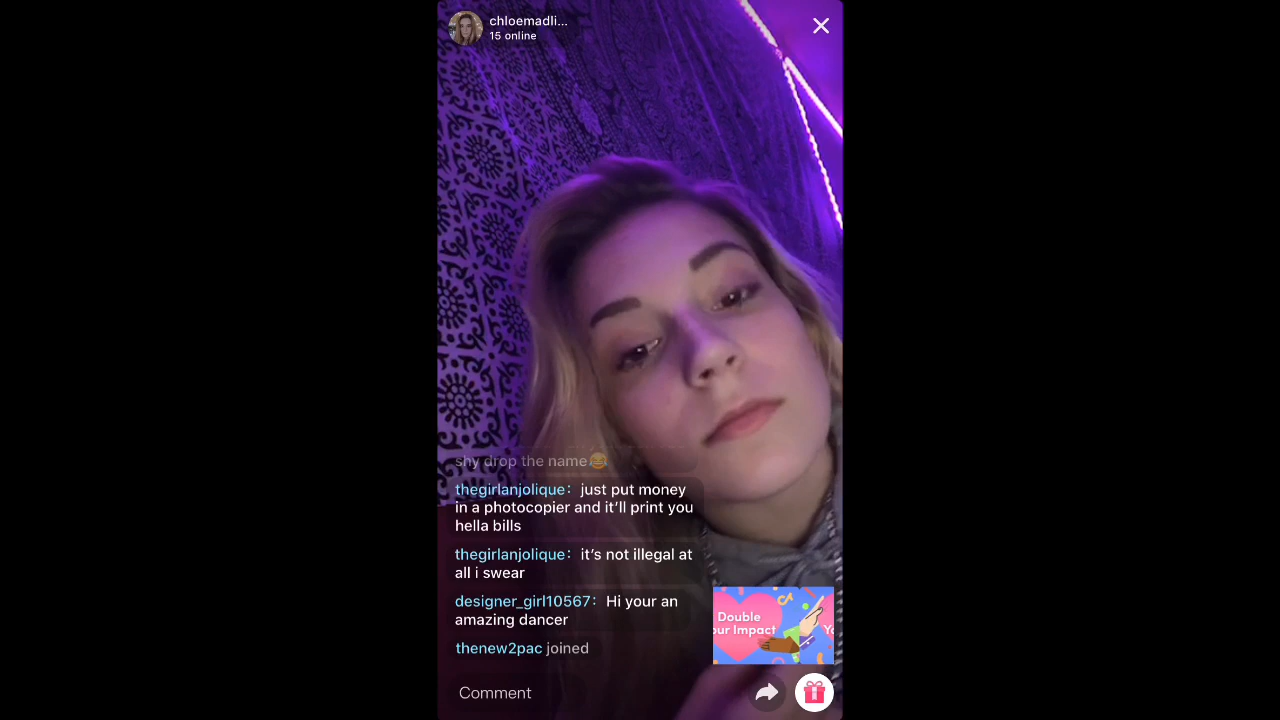 chloemadli...
15 online
shy drop the name😂
thegirlanjolique: just put money
in a photocopier and it'll print you
hella bills
thegirlanjolique: it's not illegal at
all i swear
designer_girl10567: Hi your an
amazing dancer
Double
our Impact
Yo
thenew2pac joined
Comment